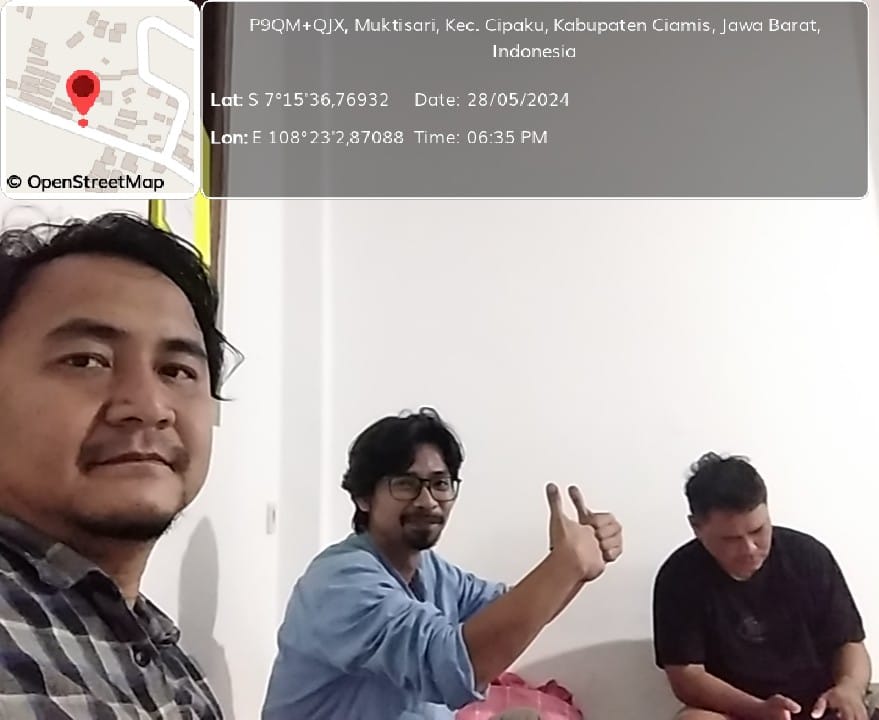 P9QM+QJX, Muktisari, Kec. Cipaku, Kabupaten Ciamis, Jawa Barat,
Indonesia
Lat: S 7°15'36,76932 Date: 28/05/2024
Lon: E 108°23'2,87088 Time: 06:35 PM
© OpenStreetMap